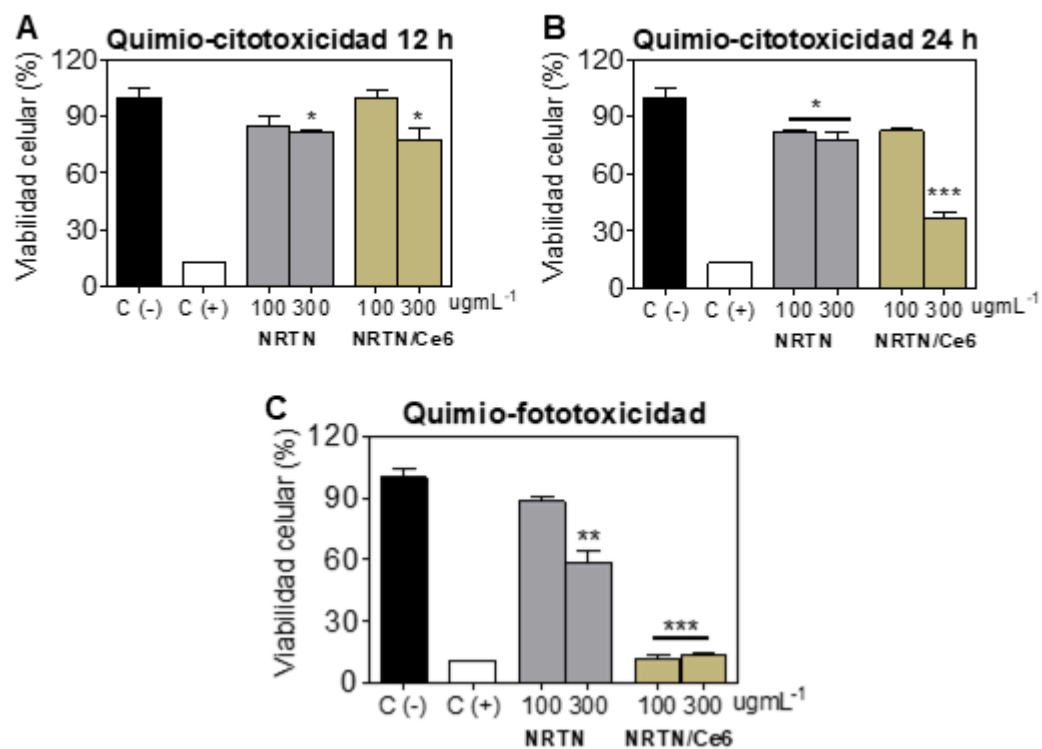 A
Quimio-citotoxicidad 12 h
Viabilidad celular (%)
120
90
60
30
0
*
*
C (-)
C (+)
100 300
100 300
ugmL-1
NRTN
NRTN/Ce6
B
Quimio-citotoxicidad 24 h
Viabilidad celular (%)
120
90
60
30
0
*
***
C (-)
C (+)
100 300
100 300
ugmL-1
NRTN
NRTN/Ce6
C
Quimio-fototoxicidad
Viabilidad celular (%)
120
90
60
30
0
**
***
C (-)
C (+)
100 300
100 300
ugmL-1
NRTN
NRTN/Ce6